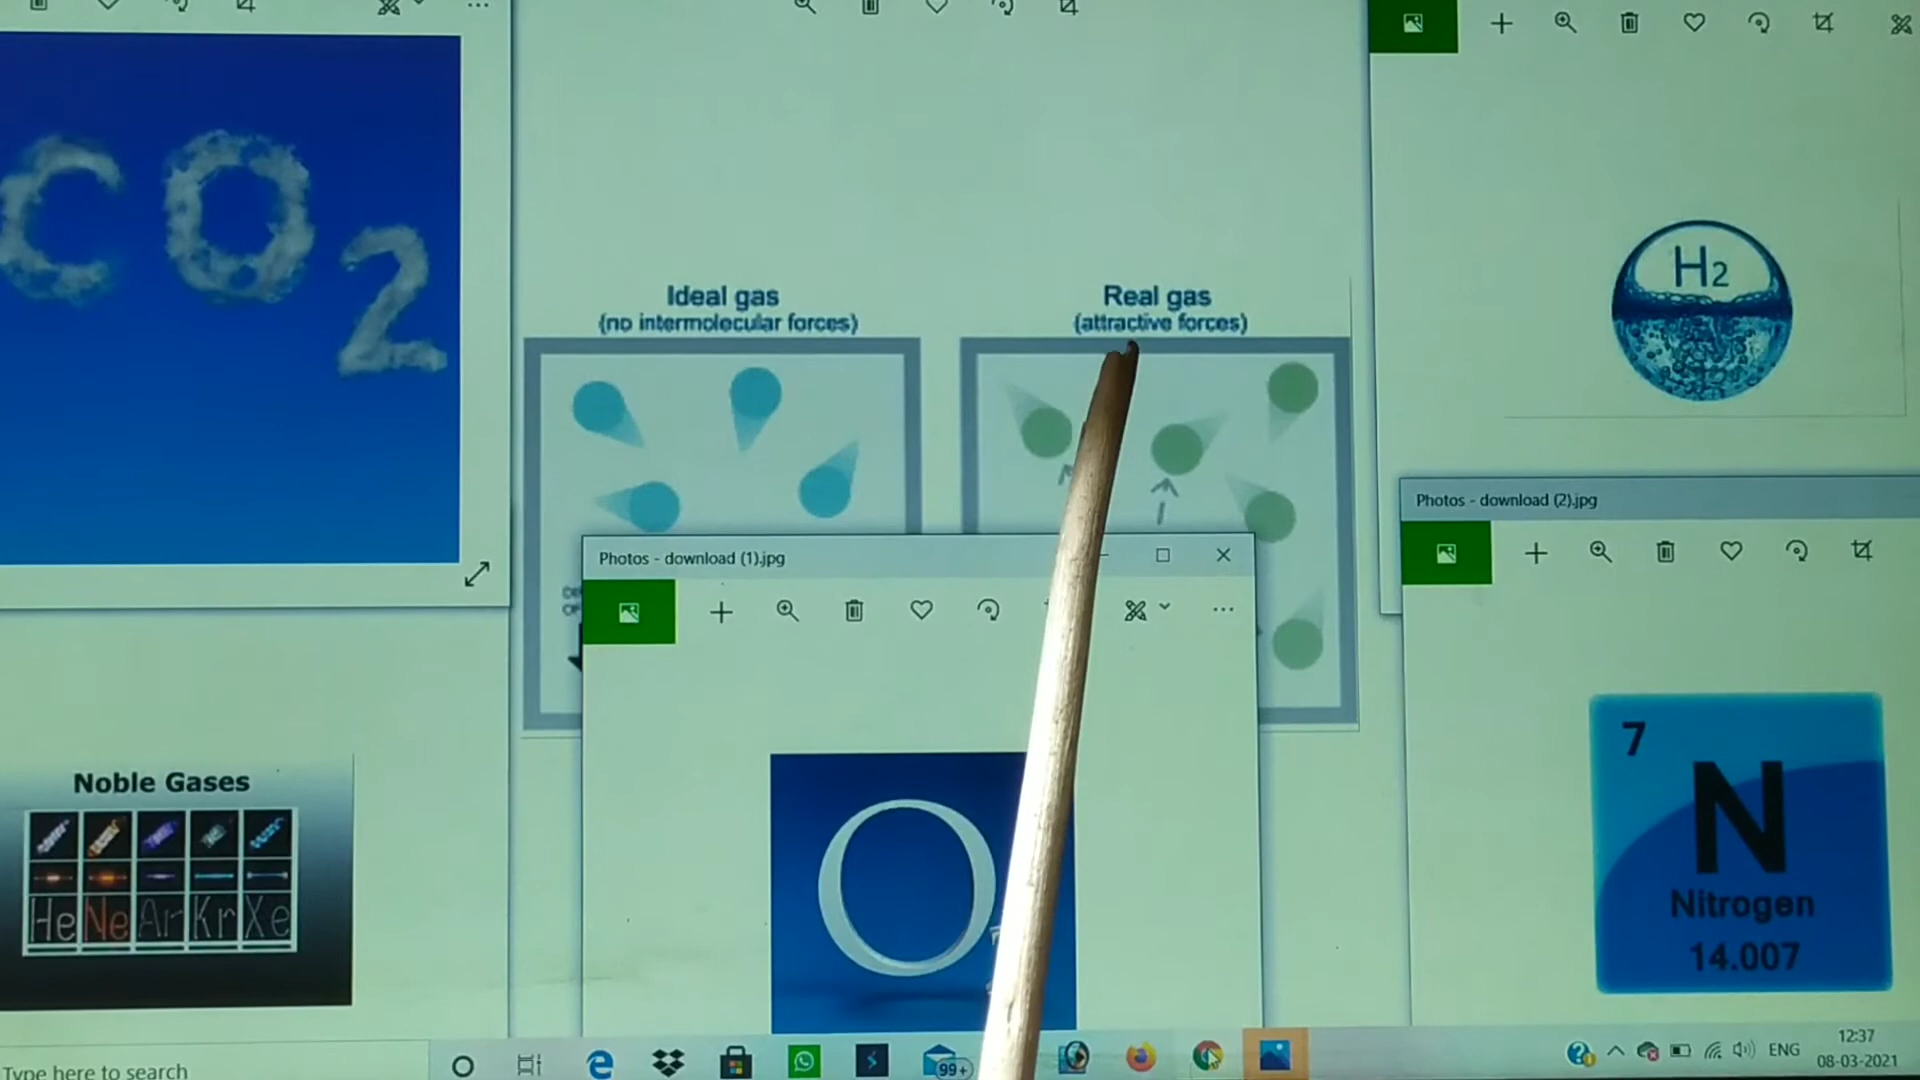 CO2
Ideal gas
(no intermolecular forces)
Real gas
(attractive forces)
H2
Photos - download (2).jpg
Photos - download (1).jpg
7
N
Nitrogen
14.007
Noble Gases
He Ne Ar Kr Xe
O
Type here to search
99+
ENG
12:37
08-03-2021